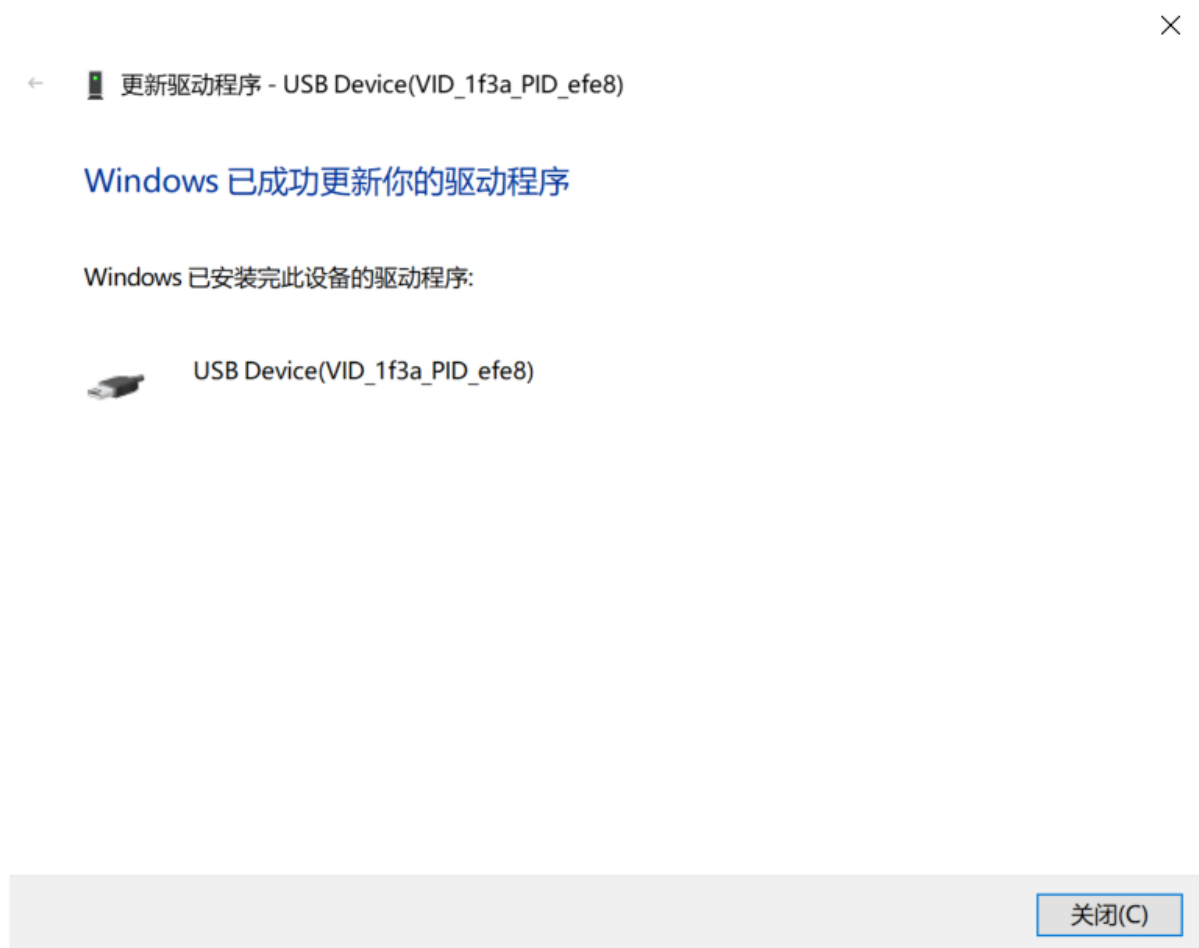 更新驱动程序 - USB Device(VID_1f3a_PID_efe8)
Windows 已成功更新你的驱动程序
Windows 已安装完此设备的驱动程序:
USB Device(VID_1f3a_PID_efe8)
关闭(C)